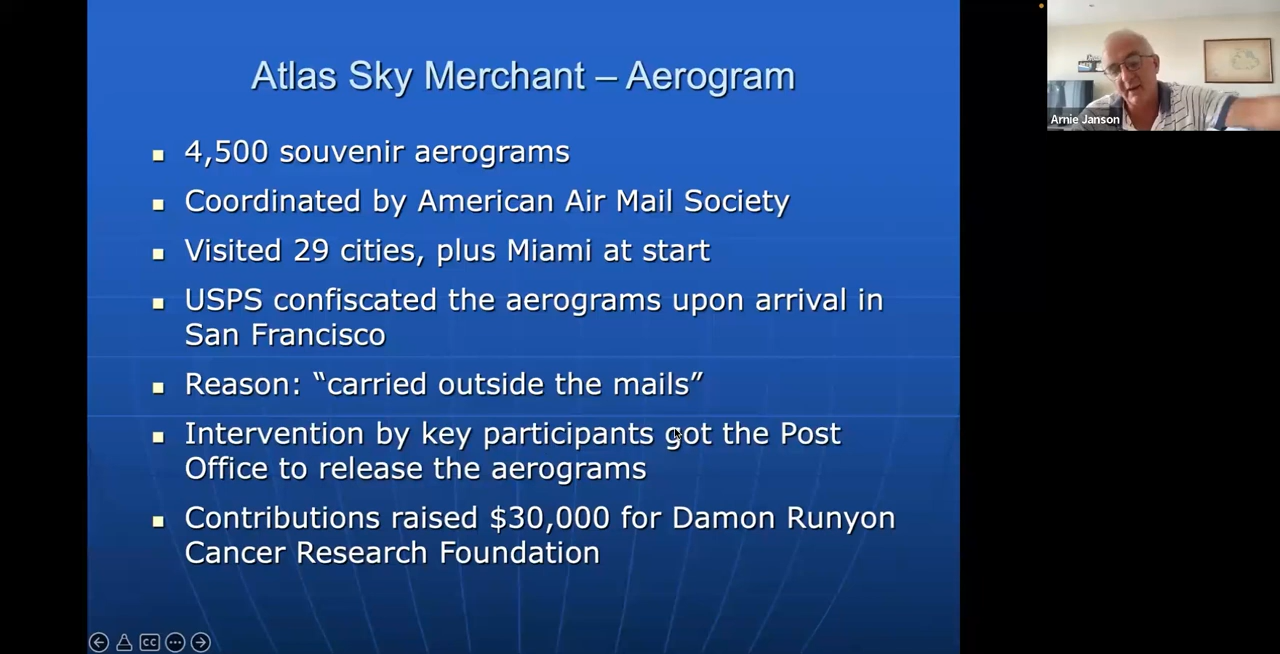 Atlas Sky Merchant – Aerogram
4,500 souvenir aerograms
Coordinated by American Air Mail Society
Visited 29 cities, plus Miami at start
USPS confiscated the aerograms upon arrival in
San Francisco
Reason: “carried outside the mails”
Intervention by key participants got the Post
Office to release the aerograms
Contributions raised $30,000 for Damon Runyon
Cancer Research Foundation
Arnie Janson
CC